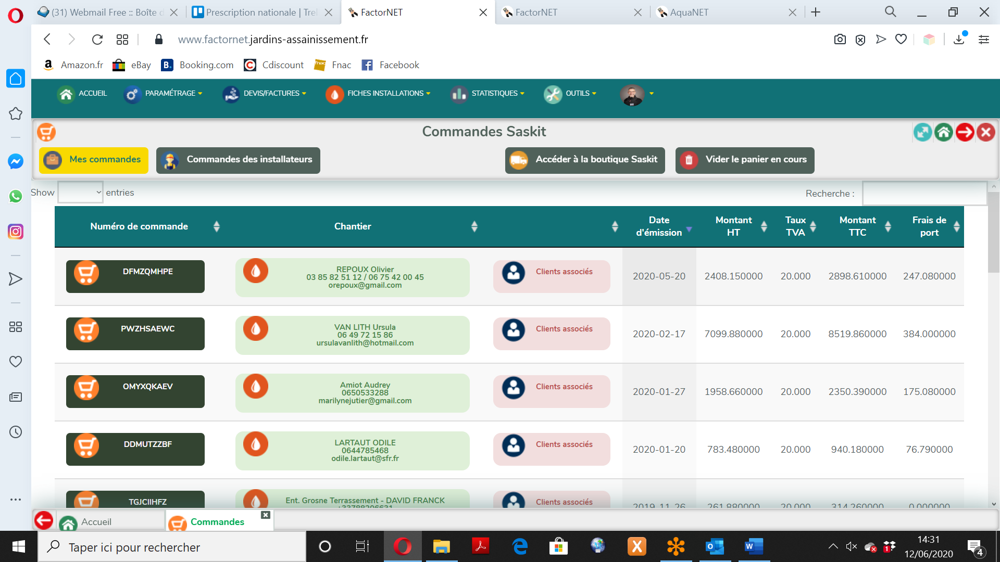 (31) Webmail Free :: Boîte d
Prescription nationale | Trel
FactorNET
FactorNET
AquaNET
www.factornet.jardins-assainissement.fr
Amazon.fr
eBay
Booking.com
Cdiscount
Fnac
Facebook
ACCUEIL
PARAMÉTRAGE
DEVIS/FACTURES
FICHES INSTALLATIONS
STATISTIQUES
OUTILS
Commandes Saskit
Mes commandes
Commandes des installateurs
Accéder à la boutique Saskit
Vider le panier en cours
Show entries
Recherche :
Numéro de commande
Chantier
Date d'émission
Montant HT
Taux TVA
Montant TTC
Frais de port
DFMZQMHPE
REPOUX Olivier
03 85 82 51 12 / 06 75 42 00 45
orepoux@gmail.com
Clients associés
2020-05-20
2408.150000
20.000
2898.610000
247.080000
PWZHSAEWC
VAN LITH Ursula
06 49 72 15 86
ursulavanlith@hotmail.com
Clients associés
2020-02-17
7099.880000
20.000
8519.860000
384.000000
OMYXQKAEV
Amiot Audrey
0650533288
marilynejutier@gmail.com
Clients associés
2020-01-27
1958.660000
20.000
2350.390000
175.080000
DDMUTZZBF
LARTAUT ODILE
0644785468
odile.lartaut@sfr.fr
Clients associés
2020-01-20
783.480000
20.000
940.180000
76.790000
TGJCIIHFZ
Ent. Grosne Terrassement - DAVID FRANCK
+33788206631
Clients associés
2019-11-26
261.880000
20.000
314.260000
0.000000
Accueil
Commandes
Taper ici pour rechercher
14:31
12/06/2020
4